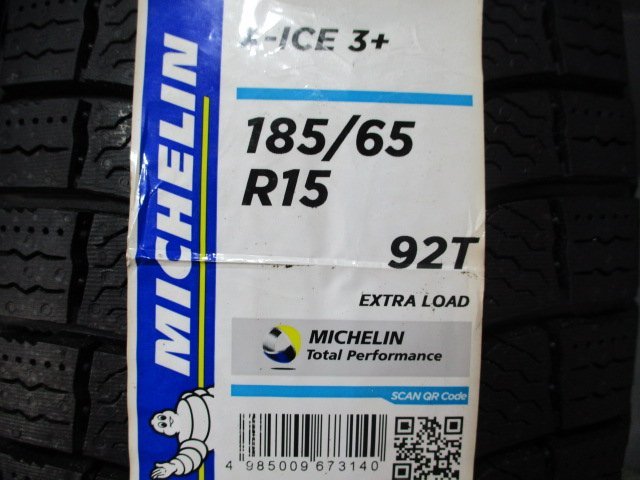 X-ICE 3+
185/65
R15
92T
EXTRA LOAD
MICHELIN
MICHELIN
Total Performance
SCAN QR Code
4 985009 673140